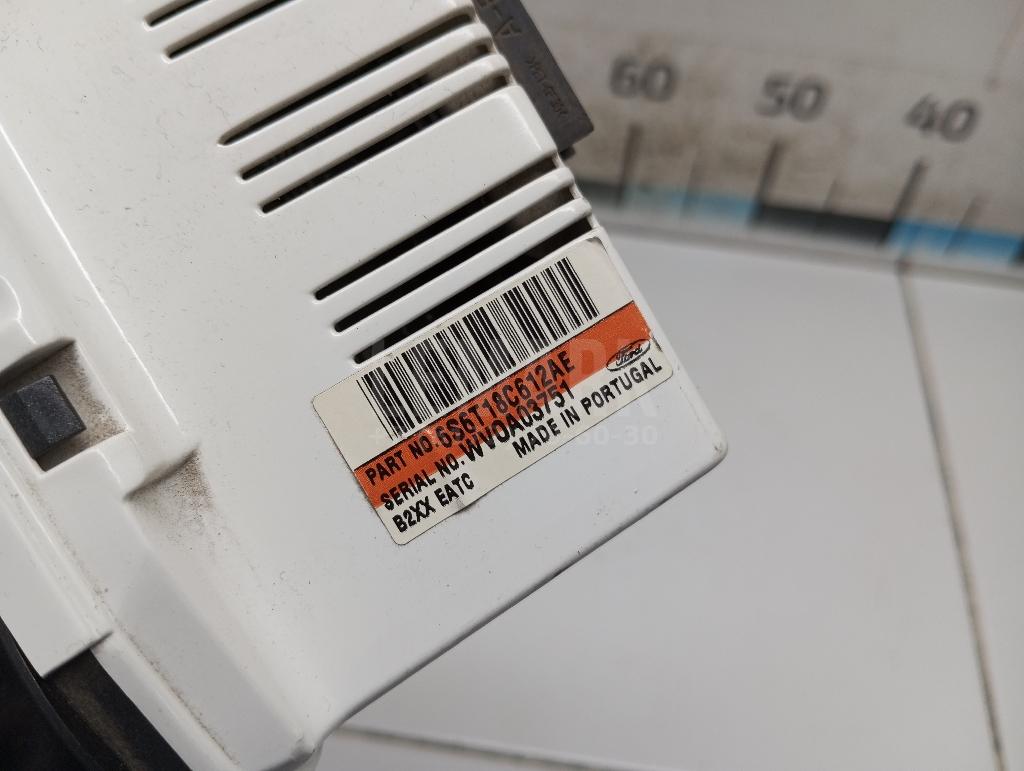 60 50 40
PART NO. 6S6T18C612AE
SERIAL NO. WV0A03751
B2XX EATC MADE IN PORTUGAL
Ford